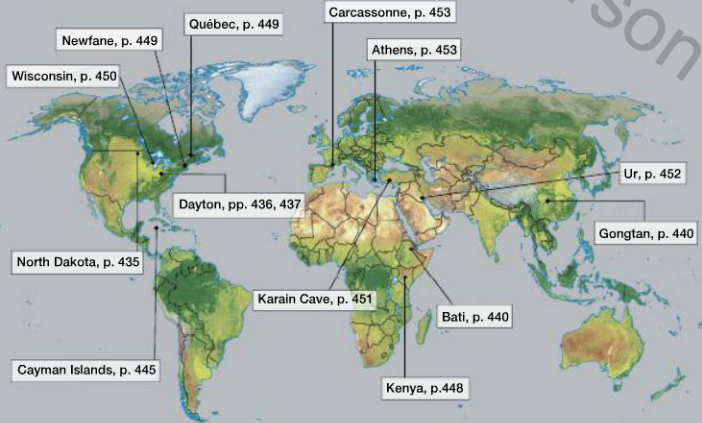 Carcassonne, p. 453
Québec, p. 449
Newfane, p. 449
Athens, p. 453
Wisconsin, p. 450
Ur, p. 452
Dayton, pp. 436, 437
Gongtan, p. 440
North Dakota, p. 435
Karain Cave, p. 451
Bati, p. 440
Cayman Islands, p. 445
Kenya, p.448